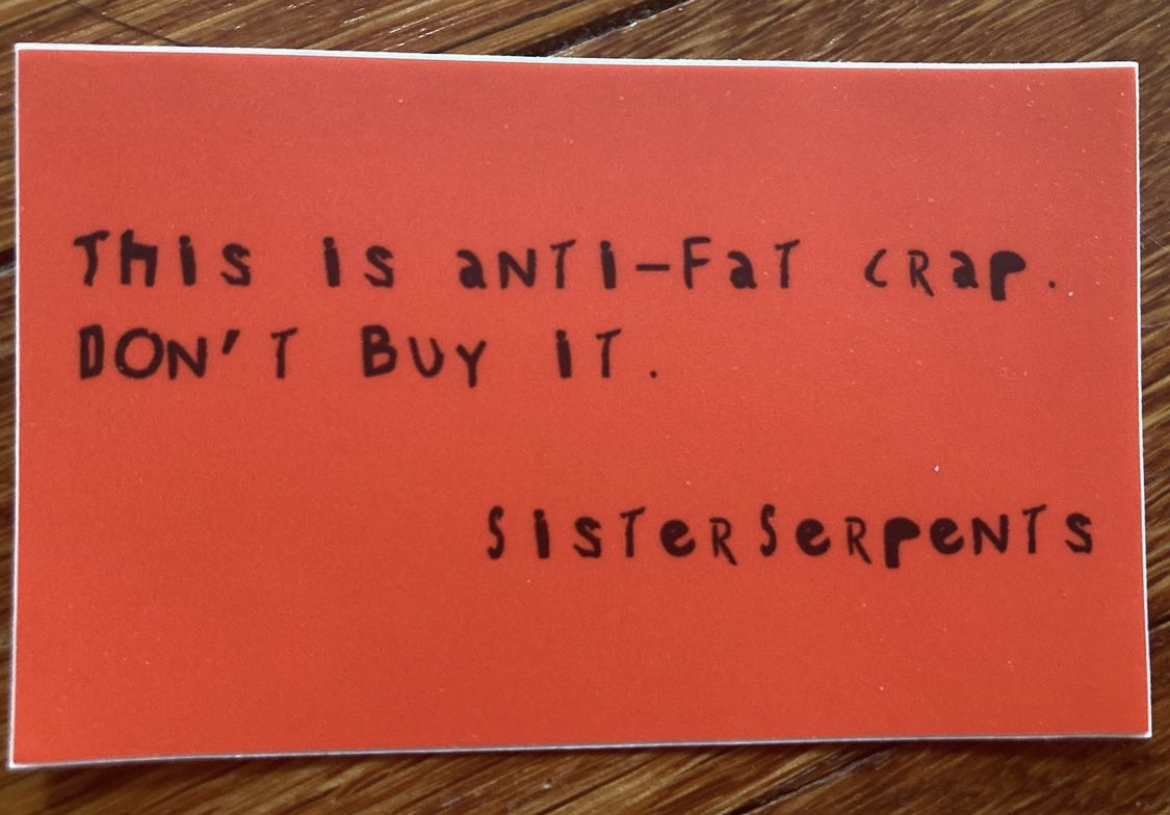 THis is aNTi-FaT CRap.
DON'T BUY iT.
SisTeRSeRpeNTs